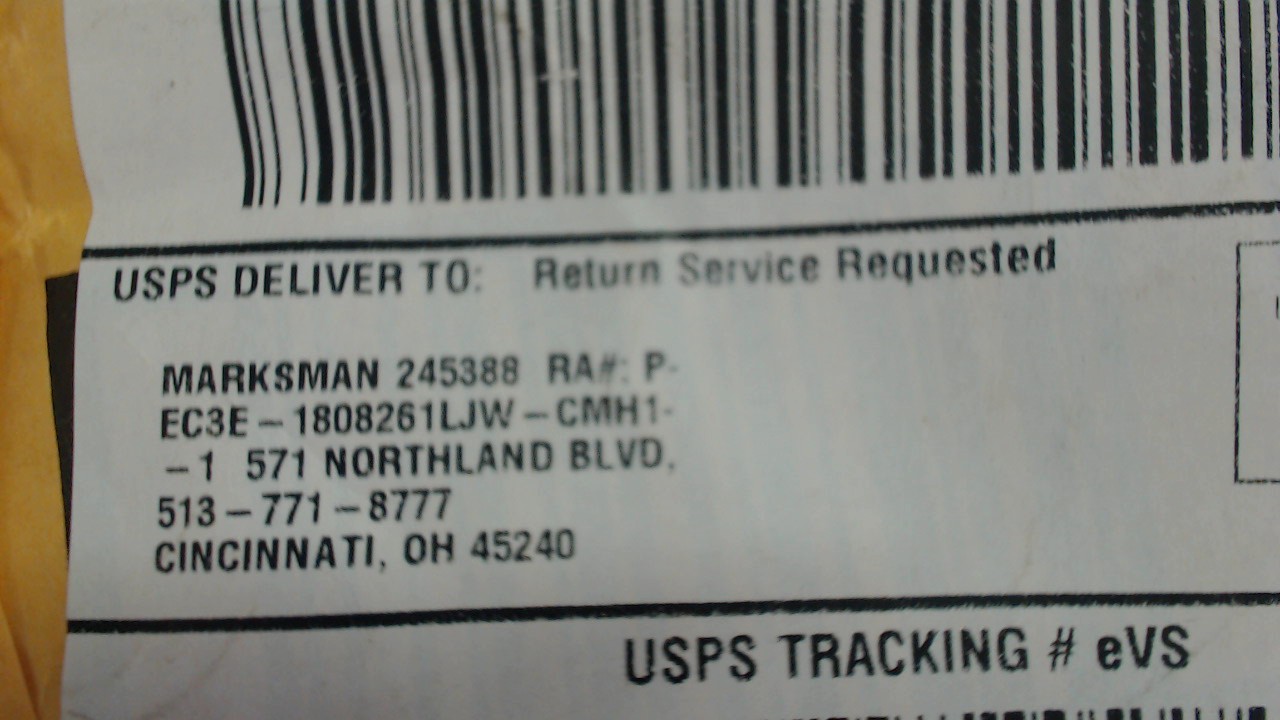 USPS DELIVER TO: Return Service Requested
MARKSMAN 245388 RA#: P-
EC3E-1808261LJW-CMH1-
-1 571 NORTHLAND BLVD.
513-771-8777
CINCINNATI, OH 45240
USPS TRACKING # eVS